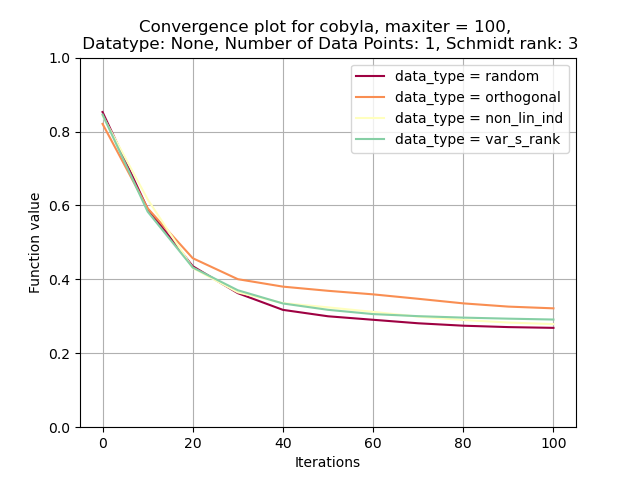 Convergence plot for cobyla, maxiter = 100,
Datatype: None, Number of Data Points: 1, Schmidt rank: 3
data_type = random
data_type = orthogonal
data_type = non_lin_ind
data_type = var_s_rank
Function value
1.0
0.8
0.6
0.4
0.2
0.0
0 20 40 60 80 100
Iterations